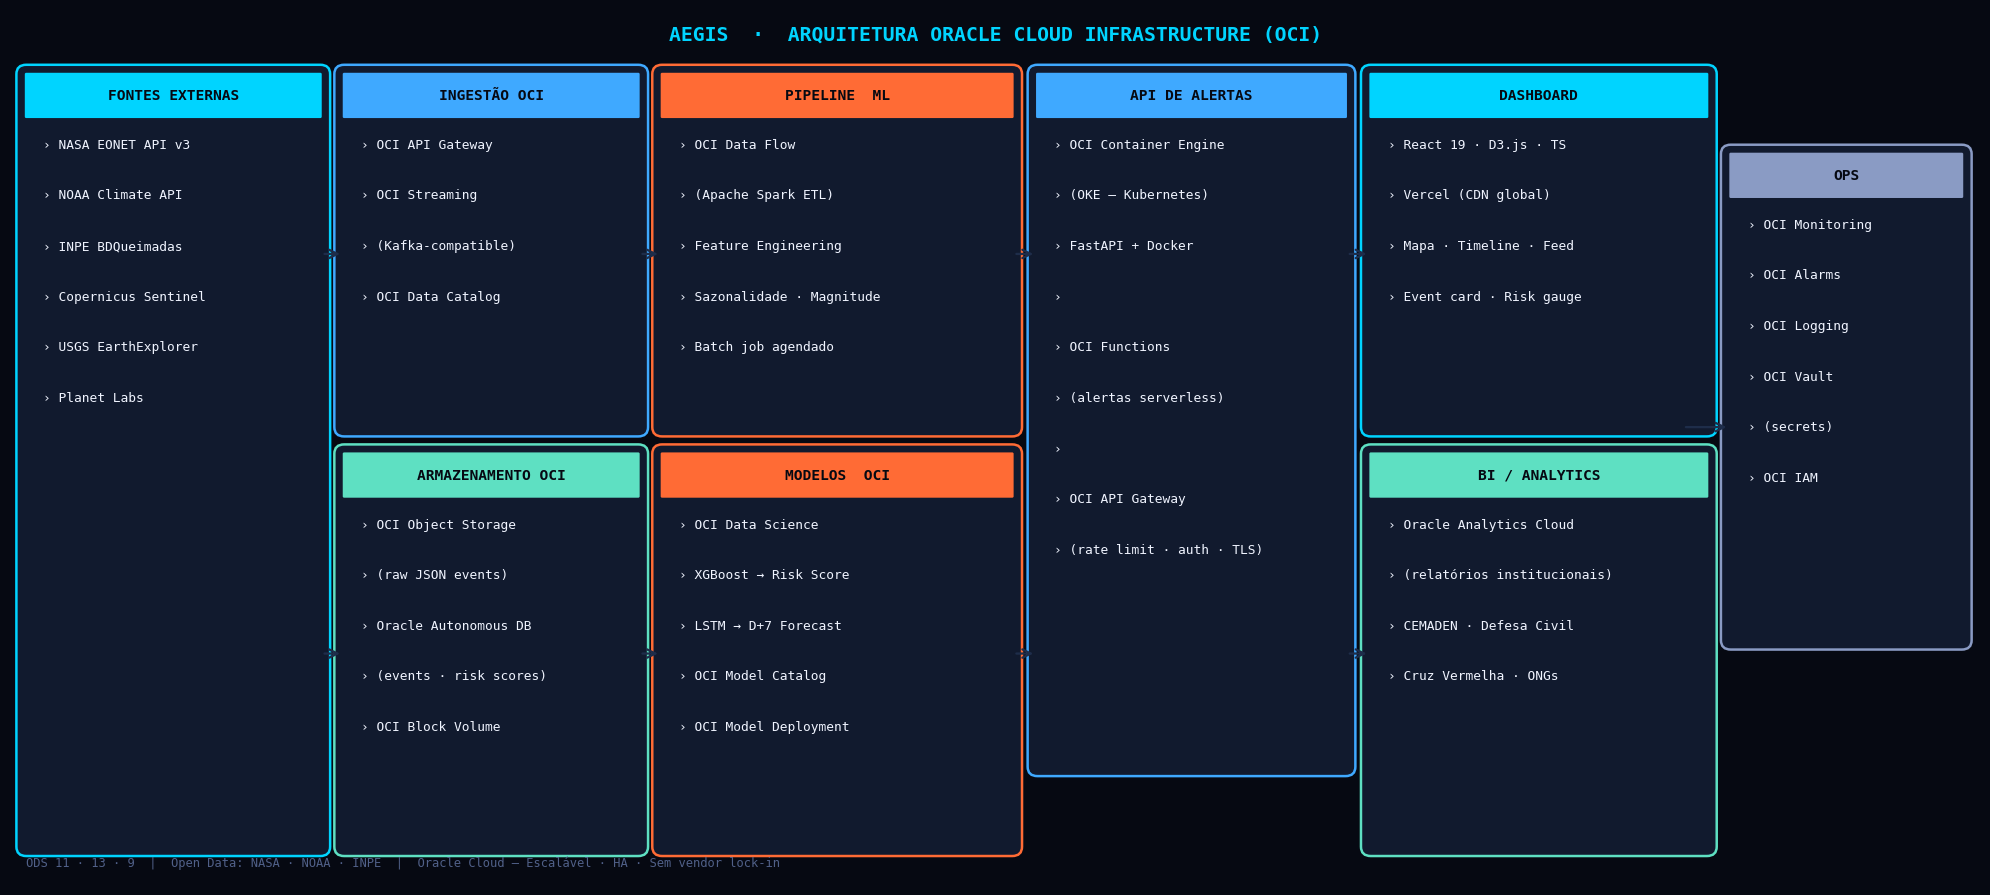 AEGIS · ARQUITETURA ORACLE CLOUD INFRASTRUCTURE (OCI)
FONTES EXTERNAS
› NASA EONET API v3
› NOAA Climate API
› INPE BDQueimadas
› Copernicus Sentinel
› USGS EarthExplorer
› Planet Labs
INGESTÃO OCI
› OCI API Gateway
› OCI Streaming
› (Kafka-compatible)
› OCI Data Catalog
ARMAZENAMENTO OCI
› OCI Object Storage
› (raw JSON events)
› Oracle Autonomous DB
› (events · risk scores)
› OCI Block Volume
PIPELINE ML
› OCI Data Flow
› (Apache Spark ETL)
› Feature Engineering
› Sazonalidade · Magnitude
› Batch job agendado
MODELOS OCI
› OCI Data Science
› XGBoost → Risk Score
› LSTM → D+7 Forecast
› OCI Model Catalog
› OCI Model Deployment
API DE ALERTAS
› OCI Container Engine
› (OKE — Kubernetes)
› FastAPI + Docker
›
› OCI Functions
› (alertas serverless)
›
› OCI API Gateway
› (rate limit · auth · TLS)
DASHBOARD
› React 19 · D3.js · TS
› Vercel (CDN global)
› Mapa · Timeline · Feed
› Event card · Risk gauge
BI / ANALYTICS
› Oracle Analytics Cloud
› (relatórios institucionais)
› CEMADEN · Defesa Civil
› Cruz Vermelha · ONGs
OPS
› OCI Monitoring
› OCI Alarms
› OCI Logging
› OCI Vault
› (secrets)
› OCI IAM
ODS 11 · 13 · 9 | Open Data: NASA · NOAA · INPE | Oracle Cloud — Escalável · HA · Sem vendor lock-in